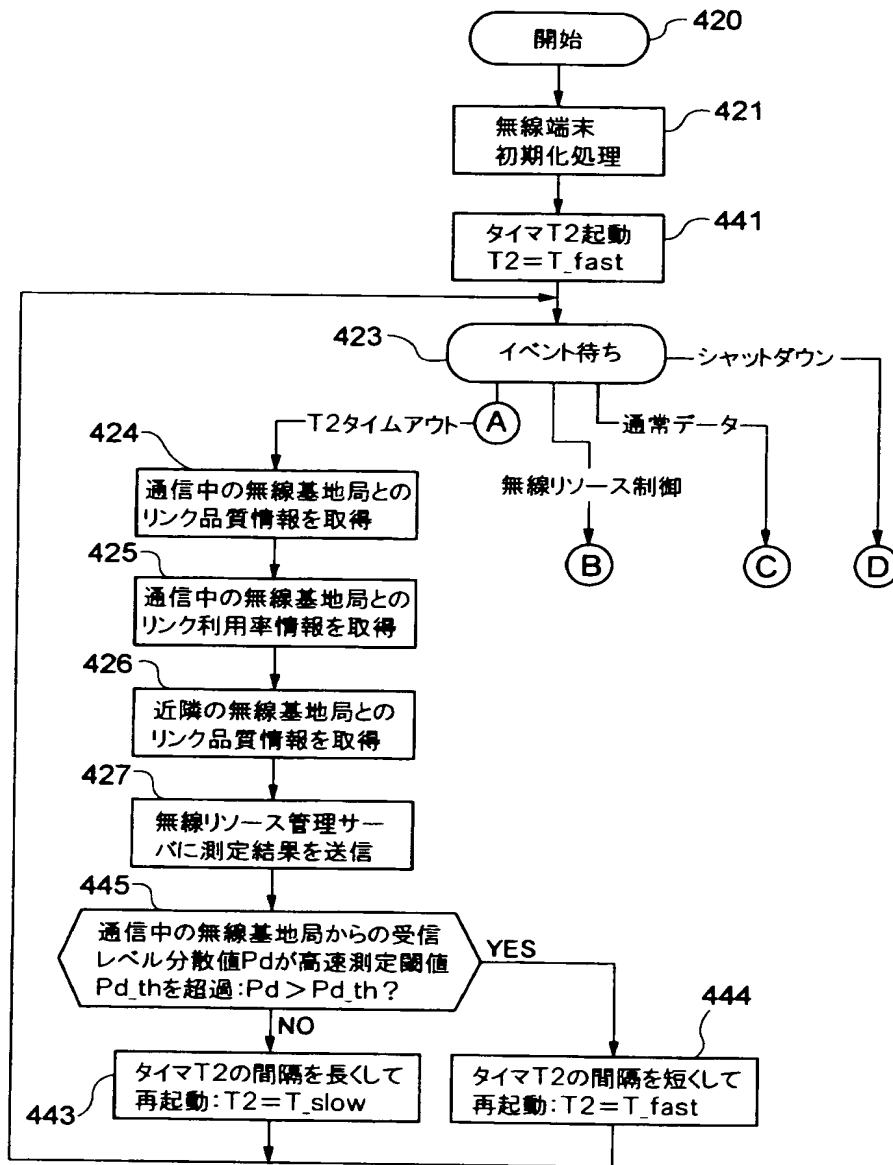 開始
420
無線端末
初期化処理
421
タイマT2起動
T2=T_fast
441
423
イベント待ち
シャットダウン
A
T2タイムアウト
通常データ
無線リソース制御
B
C
D
424
通信中の無線基地局との
リンク品質情報を取得
425
通信中の無線基地局との
リンク利用率情報を取得
426
近隣の無線基地局との
リンク品質情報を取得
427
無線リソース管理サー
バに測定結果を送信
445
通信中の無線基地局からの受信
レベル分散値Pdが高速測定閾値
Pd_thを超過:Pd>Pd_th?
YES
NO
444
タイマT2の間隔を長くして
再起動:T2=T_slow
443
タイマT2の間隔を短くして
再起動:T2=T_fast